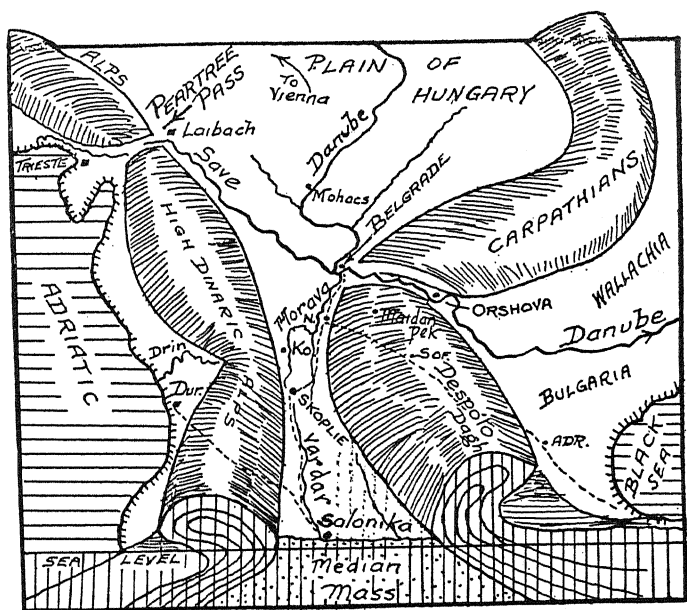 ALPS
PEARTREE
PASS
To
Vienna
PLAIN OF
HUNGARY
Laibach
Danube
TRIESTE
Save
Mohacs
BELGRADE
CARPATHIANS
HIGH DINARIC
ALPS
ADRIATIC
Morava
Maidan
Pek
ORSHOVA
WALLACHIA
Danube
Drin
Ko
SOF.
Despoto
Dagh
BULGARIA
Dur.
SKOPLIE
ADR.
BLACK
SEA
Vardar
Salonika
SEA LEVEL
Median
Mass